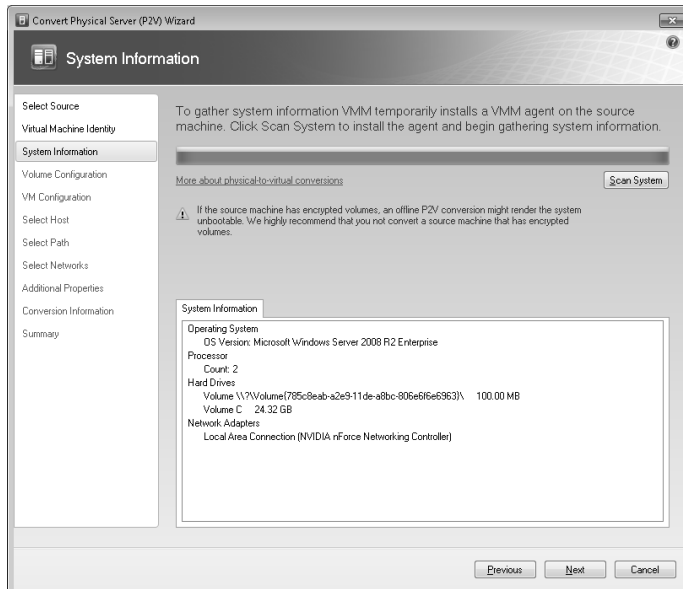 Convert Physical Server (P2V) Wizard
System Information
Select Source
Virtual Machine Identity
System Information
Volume Configuration
VM Configuration
Select Host
Select Path
Select Networks
Additional Properties
Conversion Information
Summary
To gather system information VMM temporarily installs a VMM agent on the source
machine. Click Scan System to install the agent and begin gathering system information.
More about physical-to-virtual conversions
Scan System
If the source machine has encrypted volumes, an offline P2V conversion might render the system
unbootable. We highly recommend that you not convert a source machine that has encrypted
volumes.
System Information
Operating System
OS Version: Microsoft Windows Server 2008 R2 Enterprise
Processor
Count: 2
Hard Drives
Volume \\?\Volume{785c8eab-a2e9-11de-a8bc-806e6f6e6963}\ 100.00 MB
Volume C 24.32 GB
Network Adapters
Local Area Connection (NVIDIA nForce Networking Controller)
Previous
Next
Cancel